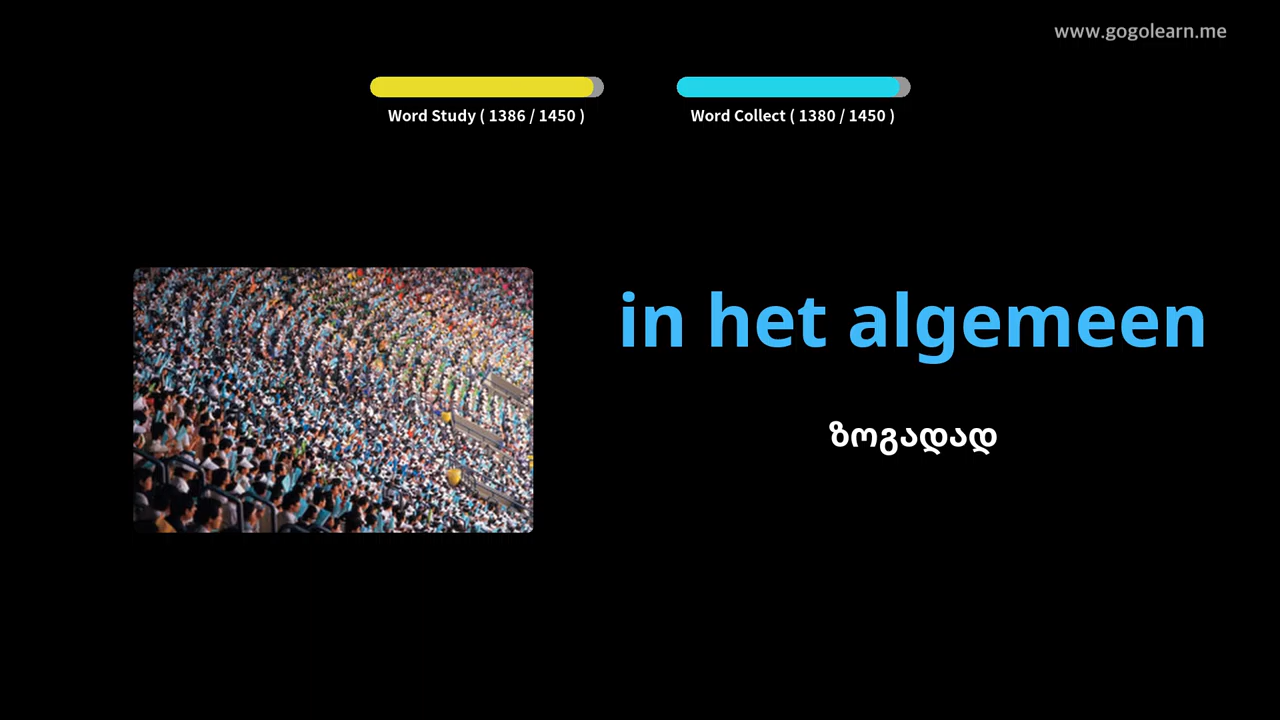 www.gogolearn.me
Word Study ( 1386 / 1450 )
Word Collect ( 1380 / 1450 )
in het algemeen
ზოგადად